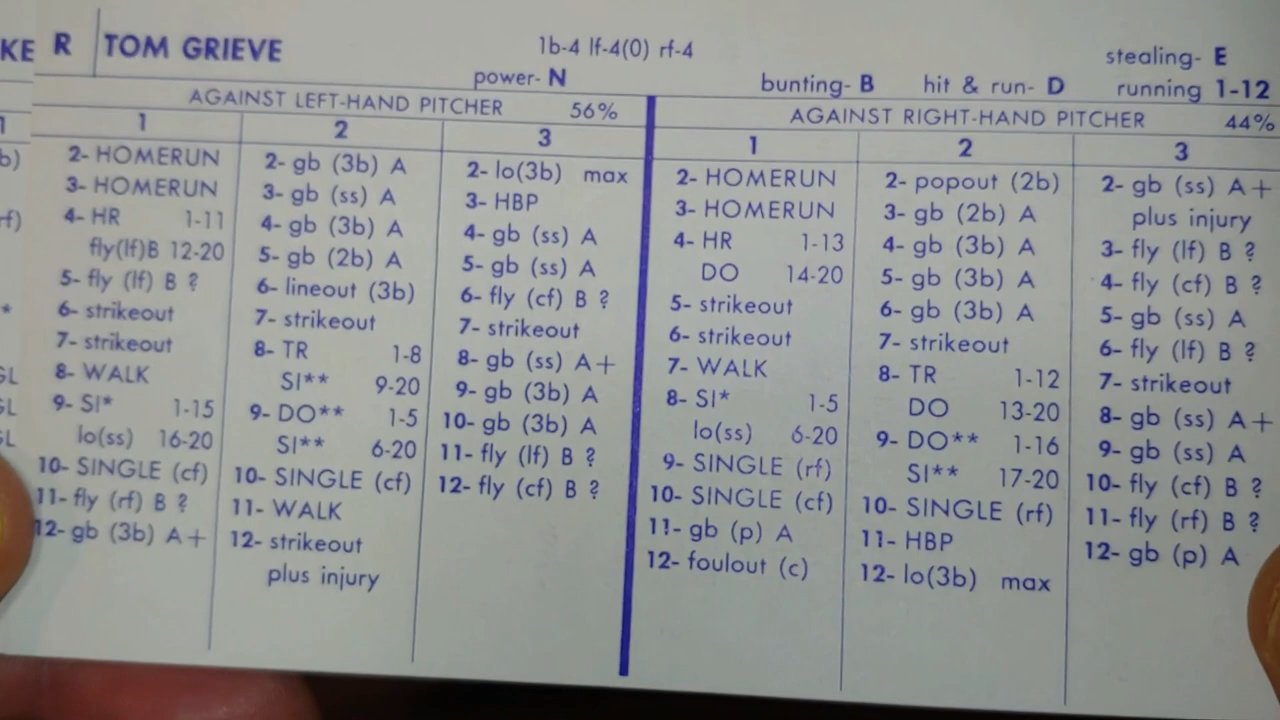 KE
R TOM GRIEVE
1b-4 lf-4(0) rf-4
stealing- E
power- N
bunting- B hit & run- D running 1-12
AGAINST LEFT-HAND PITCHER 56%
1
2- HOMERUN
3- HOMERUN
4- HR 1-11
fly(lf)B 12-20
5- fly (lf) B ?
6- strikeout
7- strikeout
8- WALK
9- SI* 1-15
lo(ss) 16-20
10- SINGLE (cf)
11- fly (rf) B ?
12- gb (3b) A+
2
2- gb (3b) A
3- gb (ss) A
4- gb (3b) A
5- gb (2b) A
6- lineout (3b)
7- strikeout
8- TR 1-8
SI** 9-20
9- DO** 1-5
SI** 6-20
10- SINGLE (cf)
11- WALK
12- strikeout
plus injury
3
2- lo(3b) max
3- HBP
4- gb (ss) A
5- gb (ss) A
6- fly (cf) B ?
7- strikeout
8- gb (ss) A+
9- gb (3b) A
10- gb (3b) A
11- fly (lf) B ?
12- fly (cf) B ?
AGAINST RIGHT-HAND PITCHER 44%
1
2- HOMERUN
3- HOMERUN
4- HR 1-13
DO 14-20
5- strikeout
6- strikeout
7- WALK
8- SI* 1-5
lo(ss) 6-20
9- SINGLE (rf)
10- SINGLE (cf)
11- gb (p) A
12- foulout (c)
2
2- popout (2b)
3- gb (2b) A
4- gb (3b) A
5- gb (3b) A
6- gb (3b) A
7- strikeout
8- TR 1-12
DO 13-20
9- DO** 1-16
SI** 17-20
10- SINGLE (rf)
11- HBP
12- lo(3b) max
3
2- gb (ss) A+
plus injury
3- fly (lf) B ?
4- fly (cf) B ?
5- gb (ss) A
6- fly (lf) B ?
7- strikeout
8- gb (ss) A+
9- gb (ss) A
10- fly (cf) B ?
11- fly (rf) B ?
12- gb (p) A